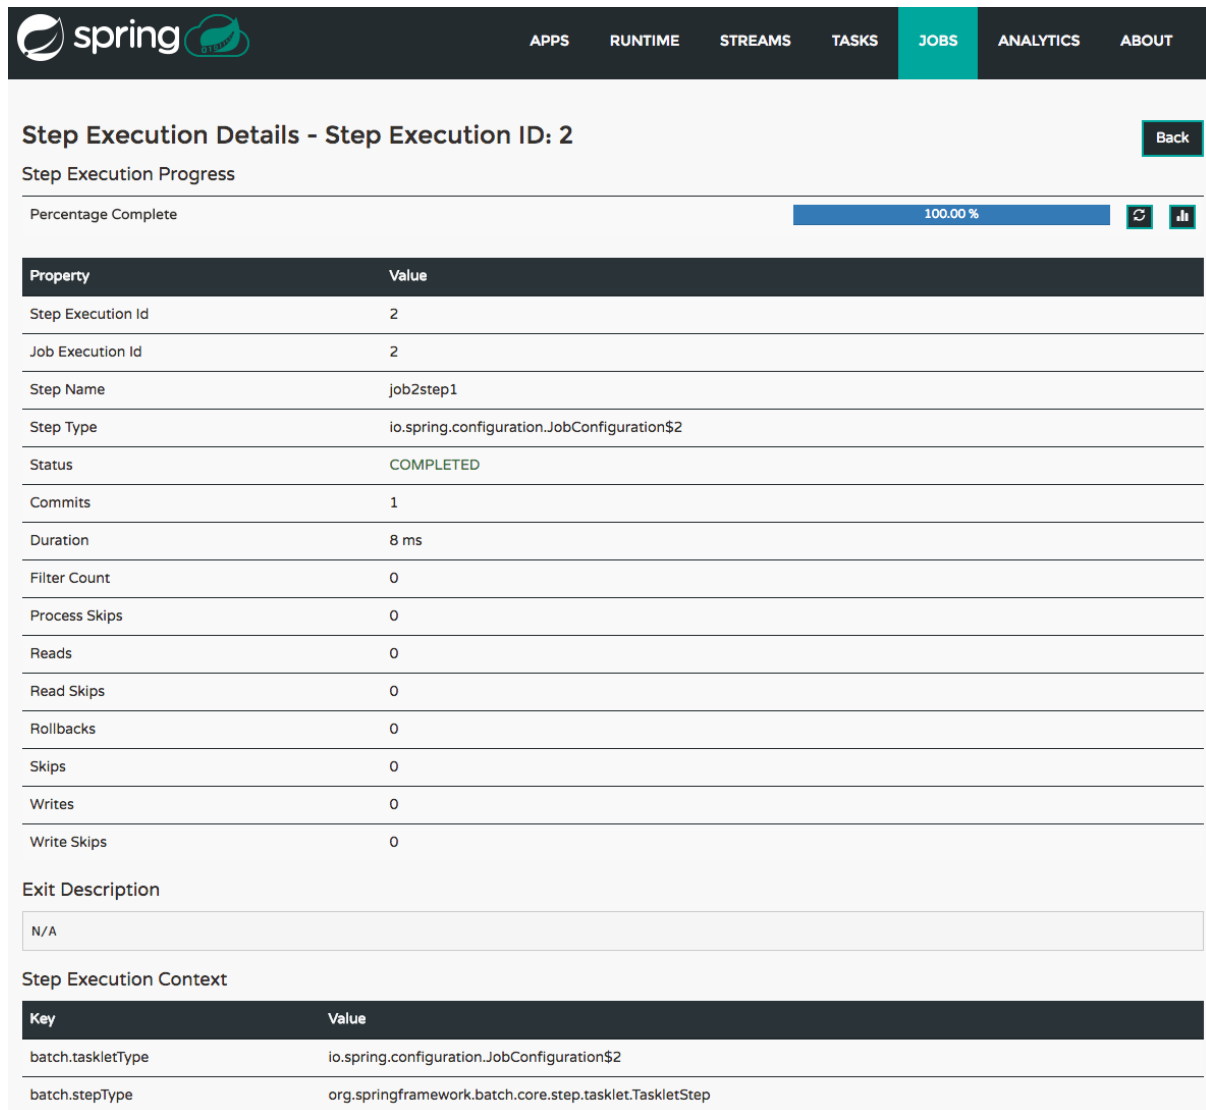 spring
APPS RUNTIME STREAMS TASKS JOBS ANALYTICS ABOUT
Step Execution Details - Step Execution ID: 2
Back
Step Execution Progress
Percentage Complete 100.00 %
Property Value
Step Execution Id 2
Job Execution Id 2
Step Name job2step1
Step Type io.spring.configuration.JobConfiguration$2
Status COMPLETED
Commits 1
Duration 8 ms
Filter Count 0
Process Skips 0
Reads 0
Read Skips 0
Rollbacks 0
Skips 0
Writes 0
Write Skips 0
Exit Description
N/A
Step Execution Context
Key Value
batch.taskletType io.spring.configuration.JobConfiguration$2
batch.stepType org.springframework.batch.core.step.tasklet.TaskletStep